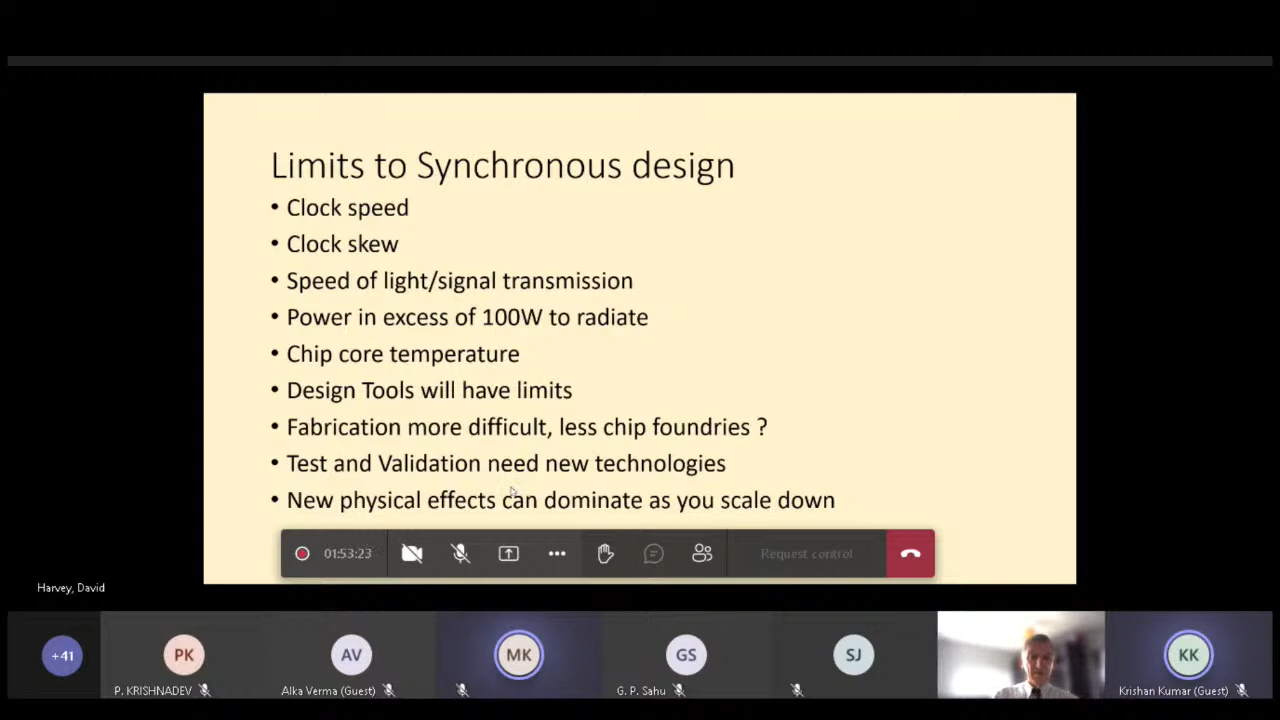 Limits to Synchronous design
• Clock speed
• Clock skew
• Speed of light/signal transmission
• Power in excess of 100W to radiate
• Chip core temperature
• Design Tools will have limits
• Fabrication more difficult, less chip foundries ?
• Test and Validation need new technologies
• New physical effects can dominate as you scale down
01:53:23
Request control
Harvey, David
+41
PK
AV
MK
GS
SJ
KK
P. KRISHNADEV
Alka Verma (Guest)
G. P. Sahu
Krishan Kumar (Guest)